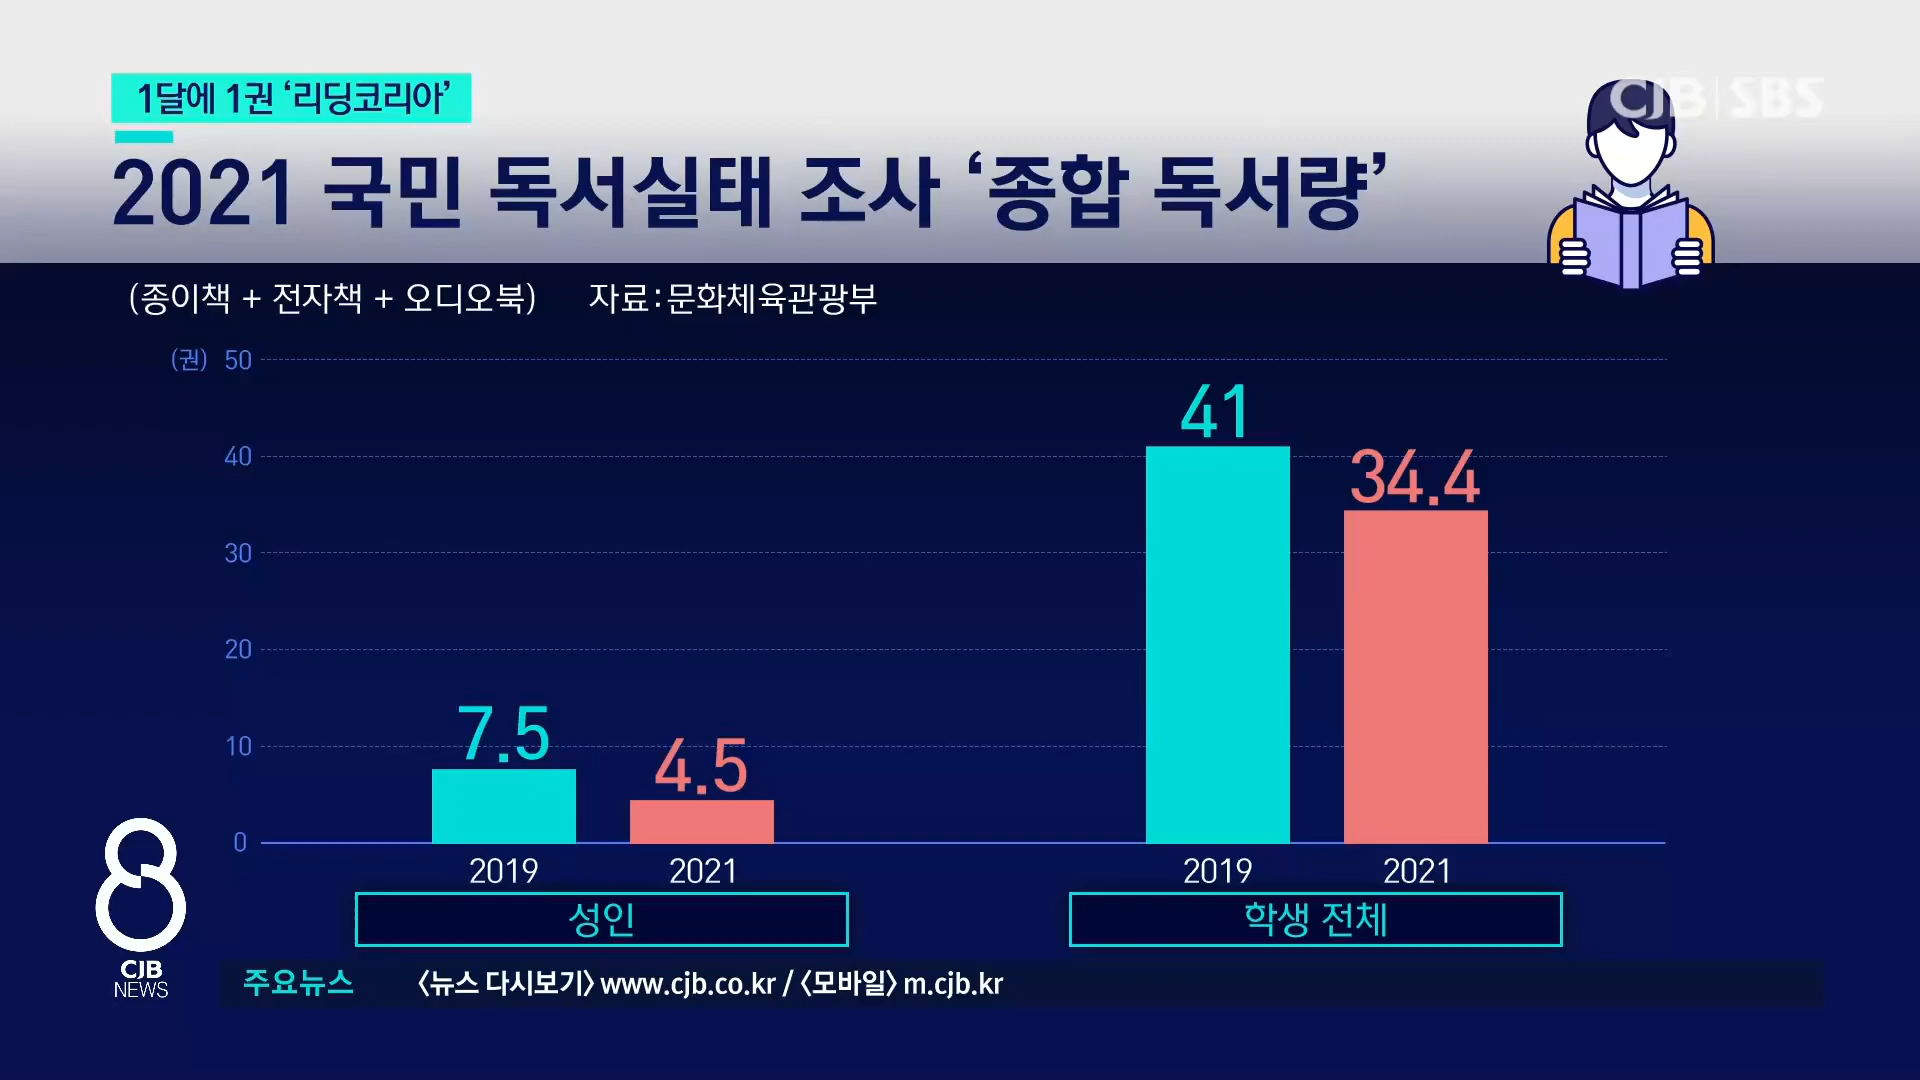 CJB SBS
1달에 1권 ‘리딩코리아’
2021 국민 독서실태 조사 ‘종합 독서량’
(종이책 + 전자책 + 오디오북) 자료:문화체육관광부
(권) 50
40
30
20
10
0
7.5
4.5
41
34.4
2019 2021 2019 2021
성인 학생 전체
8
CJB
NEWS
주요뉴스 〈뉴스 다시보기〉 www.cjb.co.kr / 〈모바일〉 m.cjb.kr